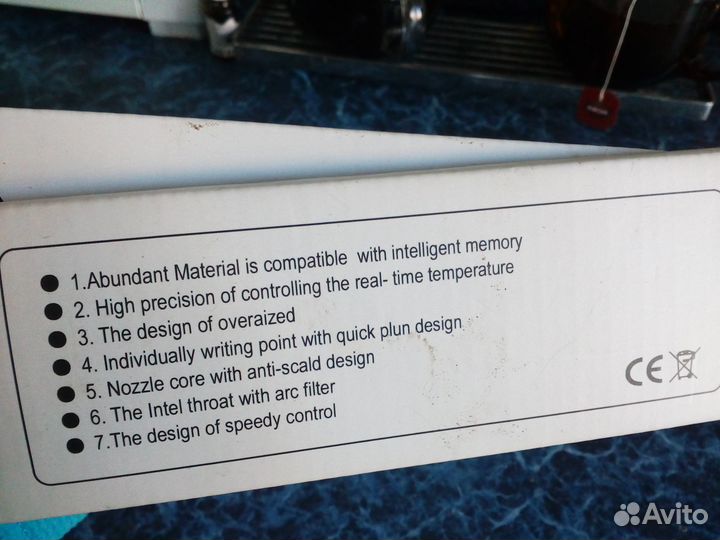 1.Abundant Material is compatible with intelligent memory
2. High precision of controlling the real- time temperature
3. The design of overaized
4. Individually writing point with quick plun design
5. Nozzle core with anti-scald design
6. The Intel throat with arc filter
7.The design of speedy control
CE
Avito